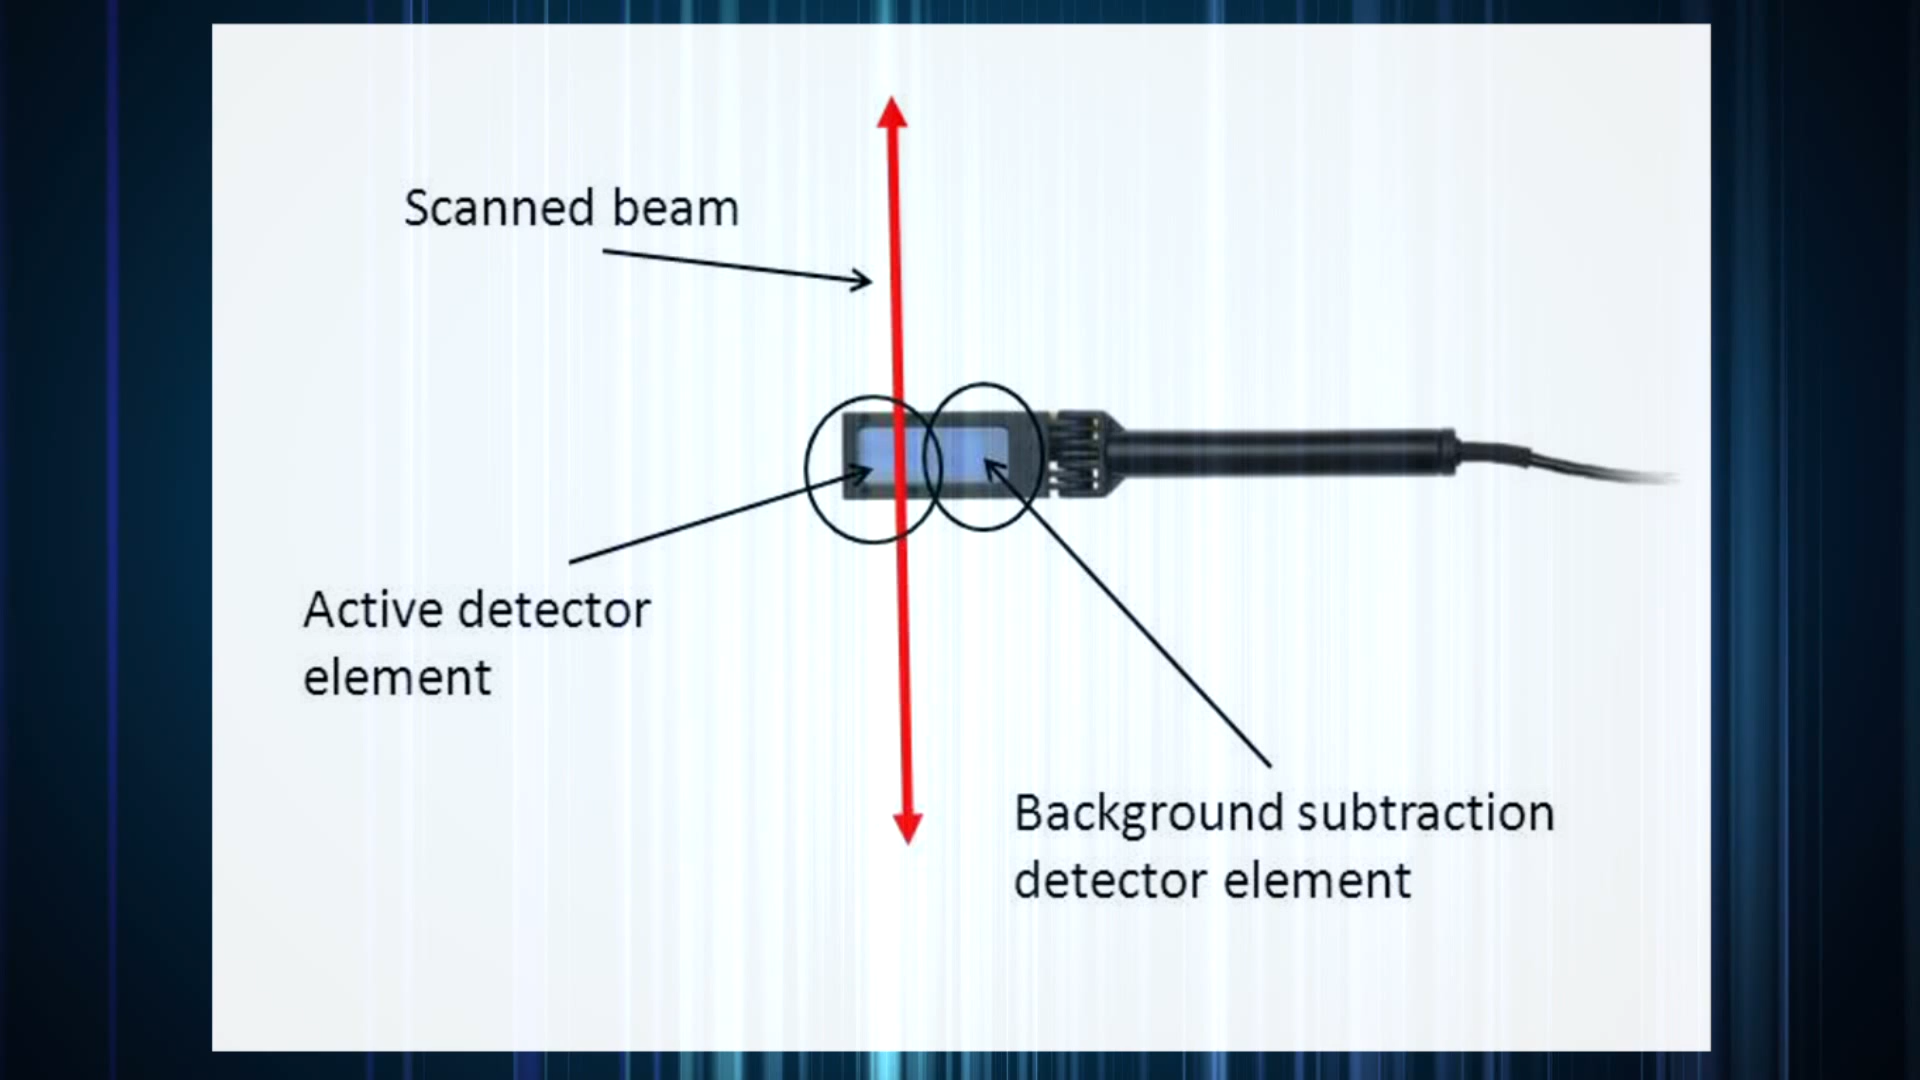 Scanned beam
Active detector
element
Background subtraction
detector element